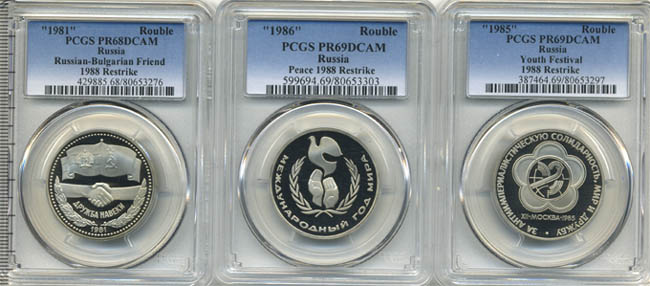 "1981" Rouble
PCGS PR68DCAM
Russia
Russian-Bulgarian Friend
1988 Restrike
429885.68/80653276
ДРУЖБА НАВЕКИ
1981
"1986" Rouble
PCGS PR69DCAM
Russia
Peace 1988 Restrike
599694.69/80653303
МЕЖДУНАРОДНЫЙ ГОД МИРА
"1985" Rouble
PCGS PR69DCAM
Russia
Youth Festival
1988 Restrike
387464.69/80653297
ЗА АНТИИМПЕРИАЛИСТИЧЕСКУЮ СОЛИДАРНОСТЬ, МИР И ДРУЖБУ
XII·МОСКВА·1985